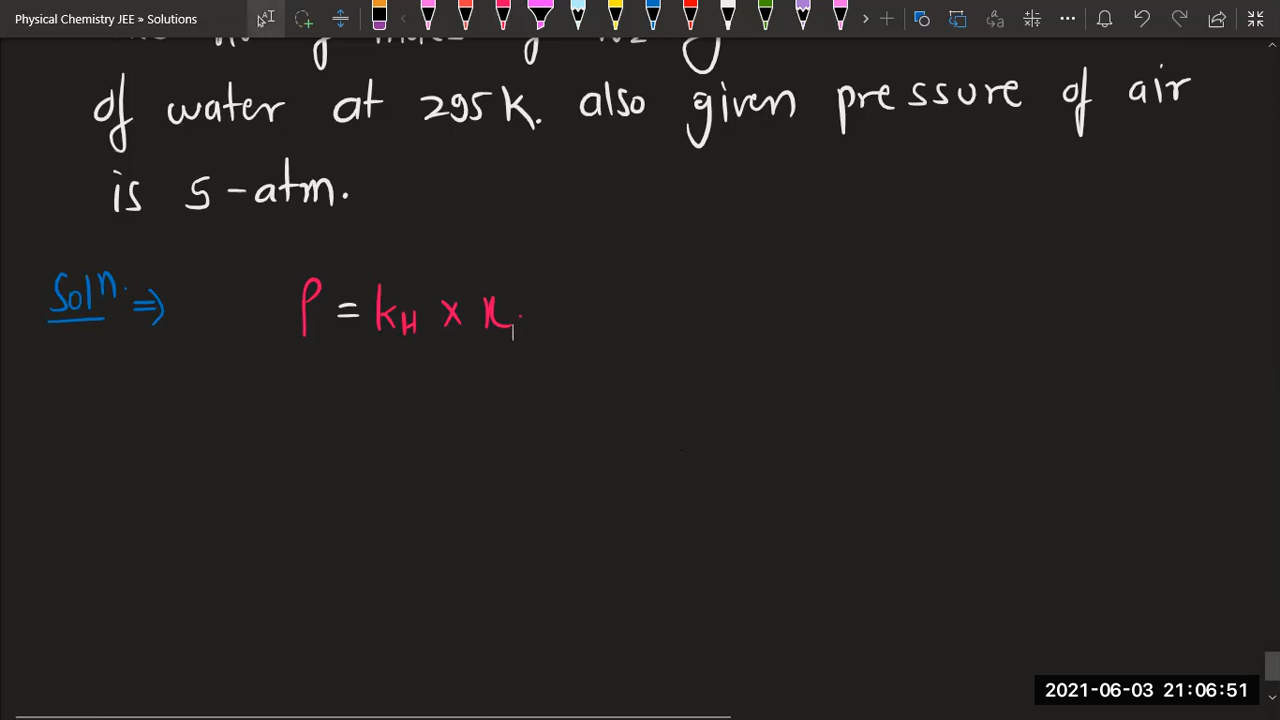 Physical Chemistry JEE » Solutions
of water at 295 K. also given pressure of air
is 5-atm.
Solⁿ. ⇒ P = kH × x.
2021-06-03 21:06:51